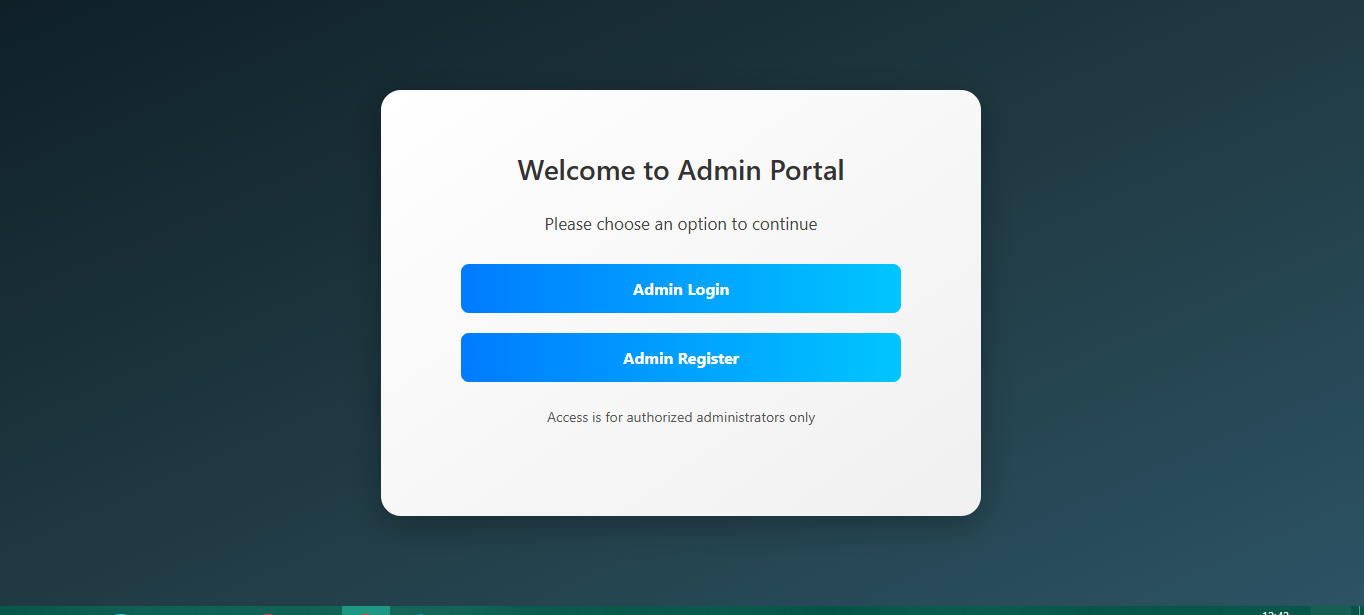 Welcome to Admin Portal
Please choose an option to continue
Admin Login
Admin Register
Access is for authorized administrators only